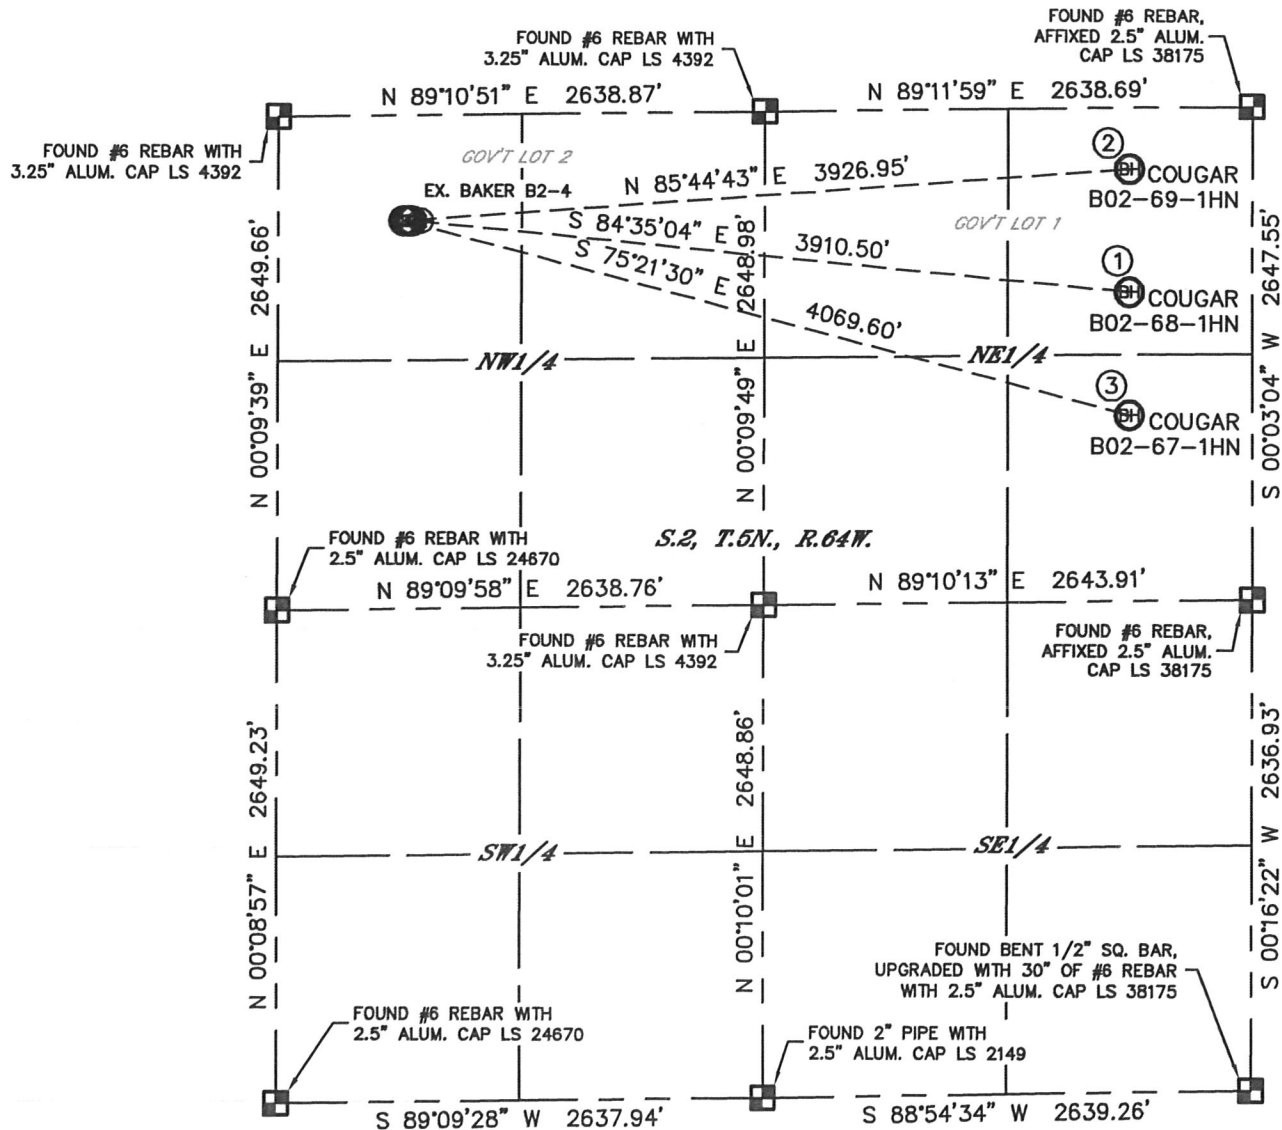 FOUND #6 REBAR WITH
3.25" ALUM. CAP LS 4392
FOUND #6 REBAR,
AFFIXED 2.5" ALUM.
CAP LS 38175
N 89°10'51" E 2638.87'
N 89°11'59" E 2638.69'
FOUND #6 REBAR WITH
3.25" ALUM. CAP LS 4392
GOV'T LOT 2
EX. BAKER B2-4
N 85°44'43" E 3926.95'
2
BH COUGAR
B02-69-1HN
S 84°35'04" E 3910.50'
GOV'T LOT 1
1
BH COUGAR
B02-68-1HN
S 75°21'30" E 4069.60'
3
BH COUGAR
B02-67-1HN
N 00°09'39" E 2649.66'
NW1/4
N 00°09'49" E 2648.98'
NE1/4
S 00°03'04" W 2647.55'
S.2, T.5N., R.64W.
FOUND #6 REBAR WITH
2.5" ALUM. CAP LS 24670
N 89°09'58" E 2638.76'
N 89°10'13" E 2643.91'
FOUND #6 REBAR WITH
3.25" ALUM. CAP LS 4392
FOUND #6 REBAR,
AFFIXED 2.5" ALUM.
CAP LS 38175
N 00°08'57" E 2649.23'
SW1/4
N 00°10'01" E 2648.86'
SE1/4
S 00°16'22" W 2636.93'
FOUND BENT 1/2" SQ. BAR,
UPGRADED WITH 30" OF #6 REBAR
WITH 2.5" ALUM. CAP LS 38175
FOUND #6 REBAR WITH
2.5" ALUM. CAP LS 24670
FOUND 2" PIPE WITH
2.5" ALUM. CAP LS 2149
S 89°09'28" W 2637.94'
S 88°54'34" W 2639.26'